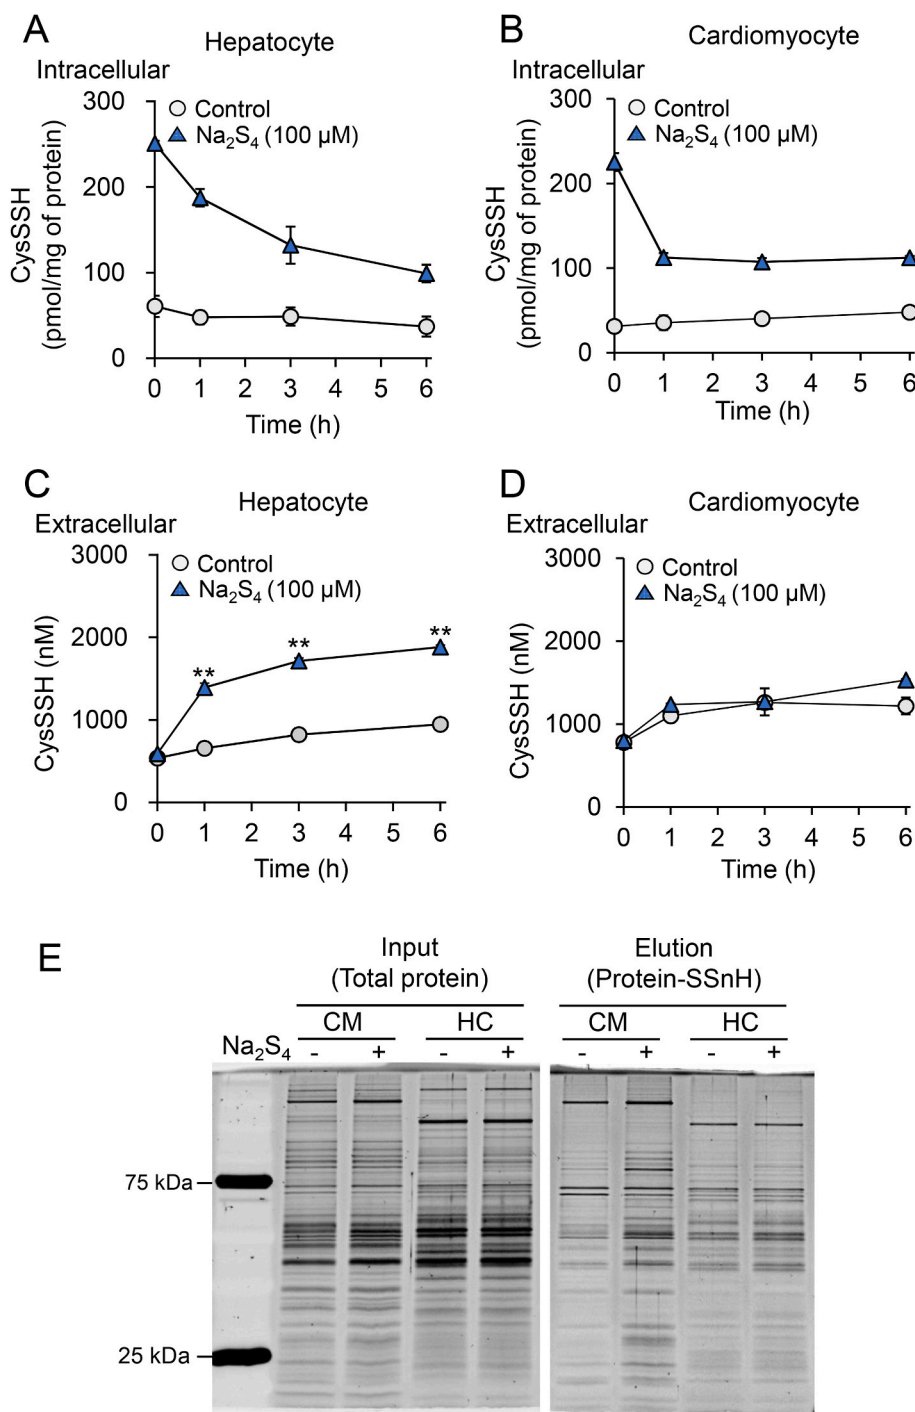 A
Hepatocyte
Intracellular
Control
Na₂S₄ (100 µM)
CysSSH
(pmol/mg of protein)
300
200
100
0
0 1 2 3 4 5 6
Time (h)
B
Cardiomyocyte
Intracellular
Control
Na₂S₄ (100 µM)
CysSSH
(pmol/mg of protein)
300
200
100
0
0 1 2 3 4 5 6
Time (h)
C
Hepatocyte
Extracellular
Control
Na₂S₄ (100 µM)
CysSSH (nM)
3000
2000
1000
0
** ** **
0 1 2 3 4 5 6
Time (h)
D
Cardiomyocyte
Extracellular
Control
Na₂S₄ (100 µM)
CysSSH (nM)
3000
2000
1000
0
0 1 2 3 4 5 6
Time (h)
E
Input
(Total protein)
Elution
(Protein-SSnH)
CM HC CM HC
Na₂S₄ - + - + - + - +
75 kDa
25 kDa